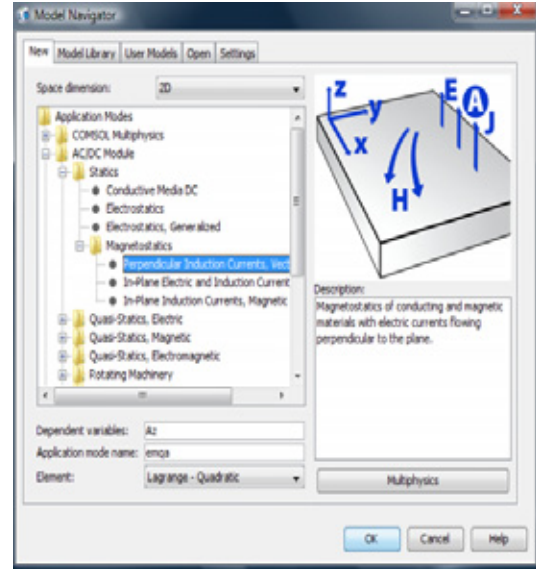 Model Navigator
New Model Library User Models Open Settings
Space dimension: 2D
Application Modes
COMSOL Multiphysics
AC/DC Module
Statics
Conductive Media DC
Electrostatics
Electrostatics, Generalized
Magnetostatics
Perpendicular Induction Currents, Vect
In-Plane Electric and Induction Current
In-Plane Induction Currents, Magnetic
Quasi-Statics, Electric
Quasi-Statics, Magnetic
Quasi-Statics, Electromagnetic
Rotating Machinery
Dependent variables: Az
Application mode name: emqa
Element: Lagrange - Quadratic
z
y
x
E
A
J
H
Description:
Magnetostatics of conducting and magnetic
materials with electric currents flowing
perpendicular to the plane.
Multiphysics
OK Cancel Help